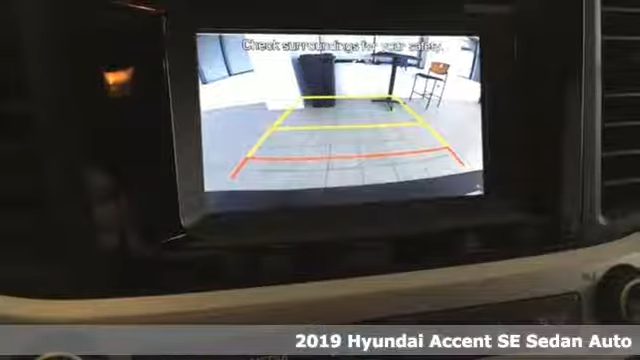 Check surroundings for your safety.
2019 Hyundai Accent SE Sedan Auto